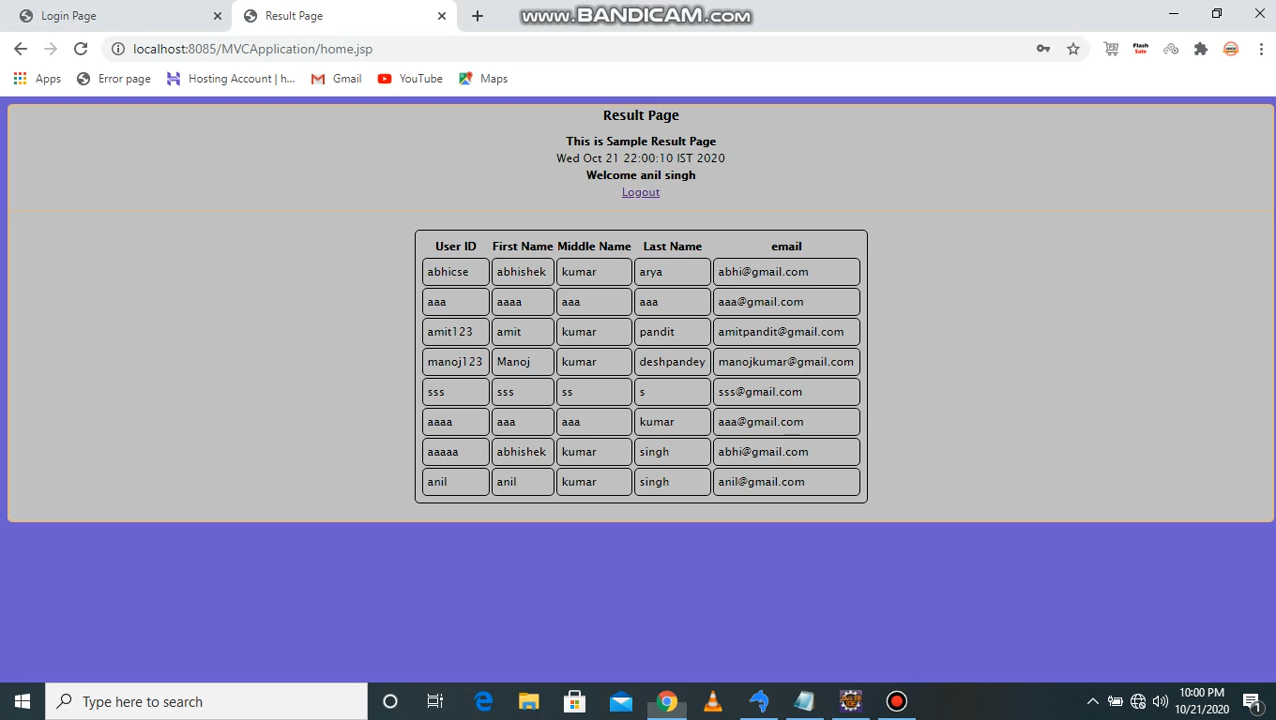 www.BANDICAM.com
Login Page
Result Page
localhost:8085/MVCApplication/home.jsp
Flash Sale
Apps
Error page
Hosting Account | h...
Gmail
YouTube
Maps
Result Page
This is Sample Result Page
Wed Oct 21 22:00:10 IST 2020
Welcome anil singh
Logout
User ID First Name Middle Name Last Name email
abhicse abhishek kumar arya abhi@gmail.com
aaa aaaa aaa aaa aaa@gmail.com
amit123 amit kumar pandit amitpandit@gmail.com
manoj123 Manoj kumar deshpandey manojkumar@gmail.com
sss sss ss s sss@gmail.com
aaaa aaa aaa kumar aaa@gmail.com
aaaaa abhishek kumar singh abhi@gmail.com
anil anil kumar singh anil@gmail.com
Type here to search
10:00 PM
10/21/2020
1